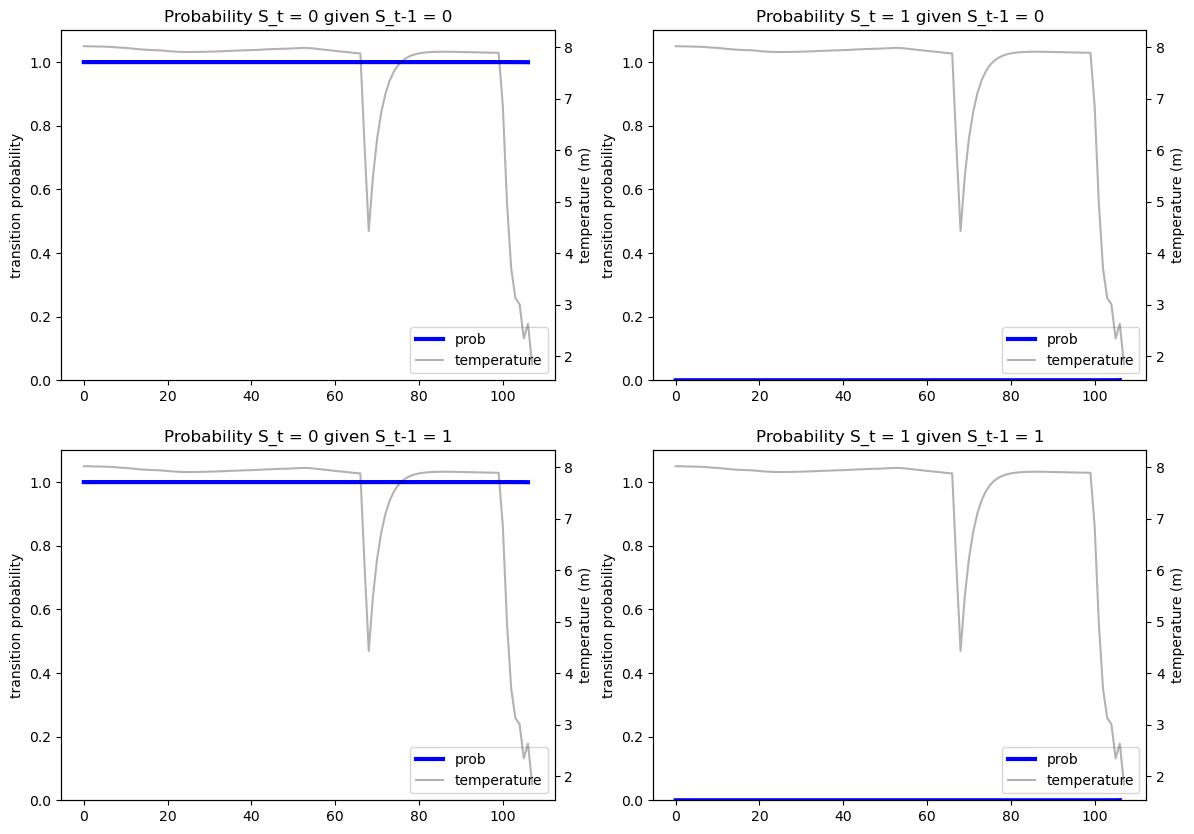 Probability S_t = 0 given S_t-1 = 0
transition probability
1.0
0.8
0.6
0.4
0.2
0.0
0 20 40 60 80 100
8
7
6
5
4
3
2
temperature (m)
prob
temperature
Probability S_t = 1 given S_t-1 = 0
transition probability
1.0
0.8
0.6
0.4
0.2
0.0
0 20 40 60 80 100
8
7
6
5
4
3
2
temperature (m)
prob
temperature
Probability S_t = 0 given S_t-1 = 1
transition probability
1.0
0.8
0.6
0.4
0.2
0.0
0 20 40 60 80 100
8
7
6
5
4
3
2
temperature (m)
prob
temperature
Probability S_t = 1 given S_t-1 = 1
transition probability
1.0
0.8
0.6
0.4
0.2
0.0
0 20 40 60 80 100
8
7
6
5
4
3
2
temperature (m)
prob
temperature